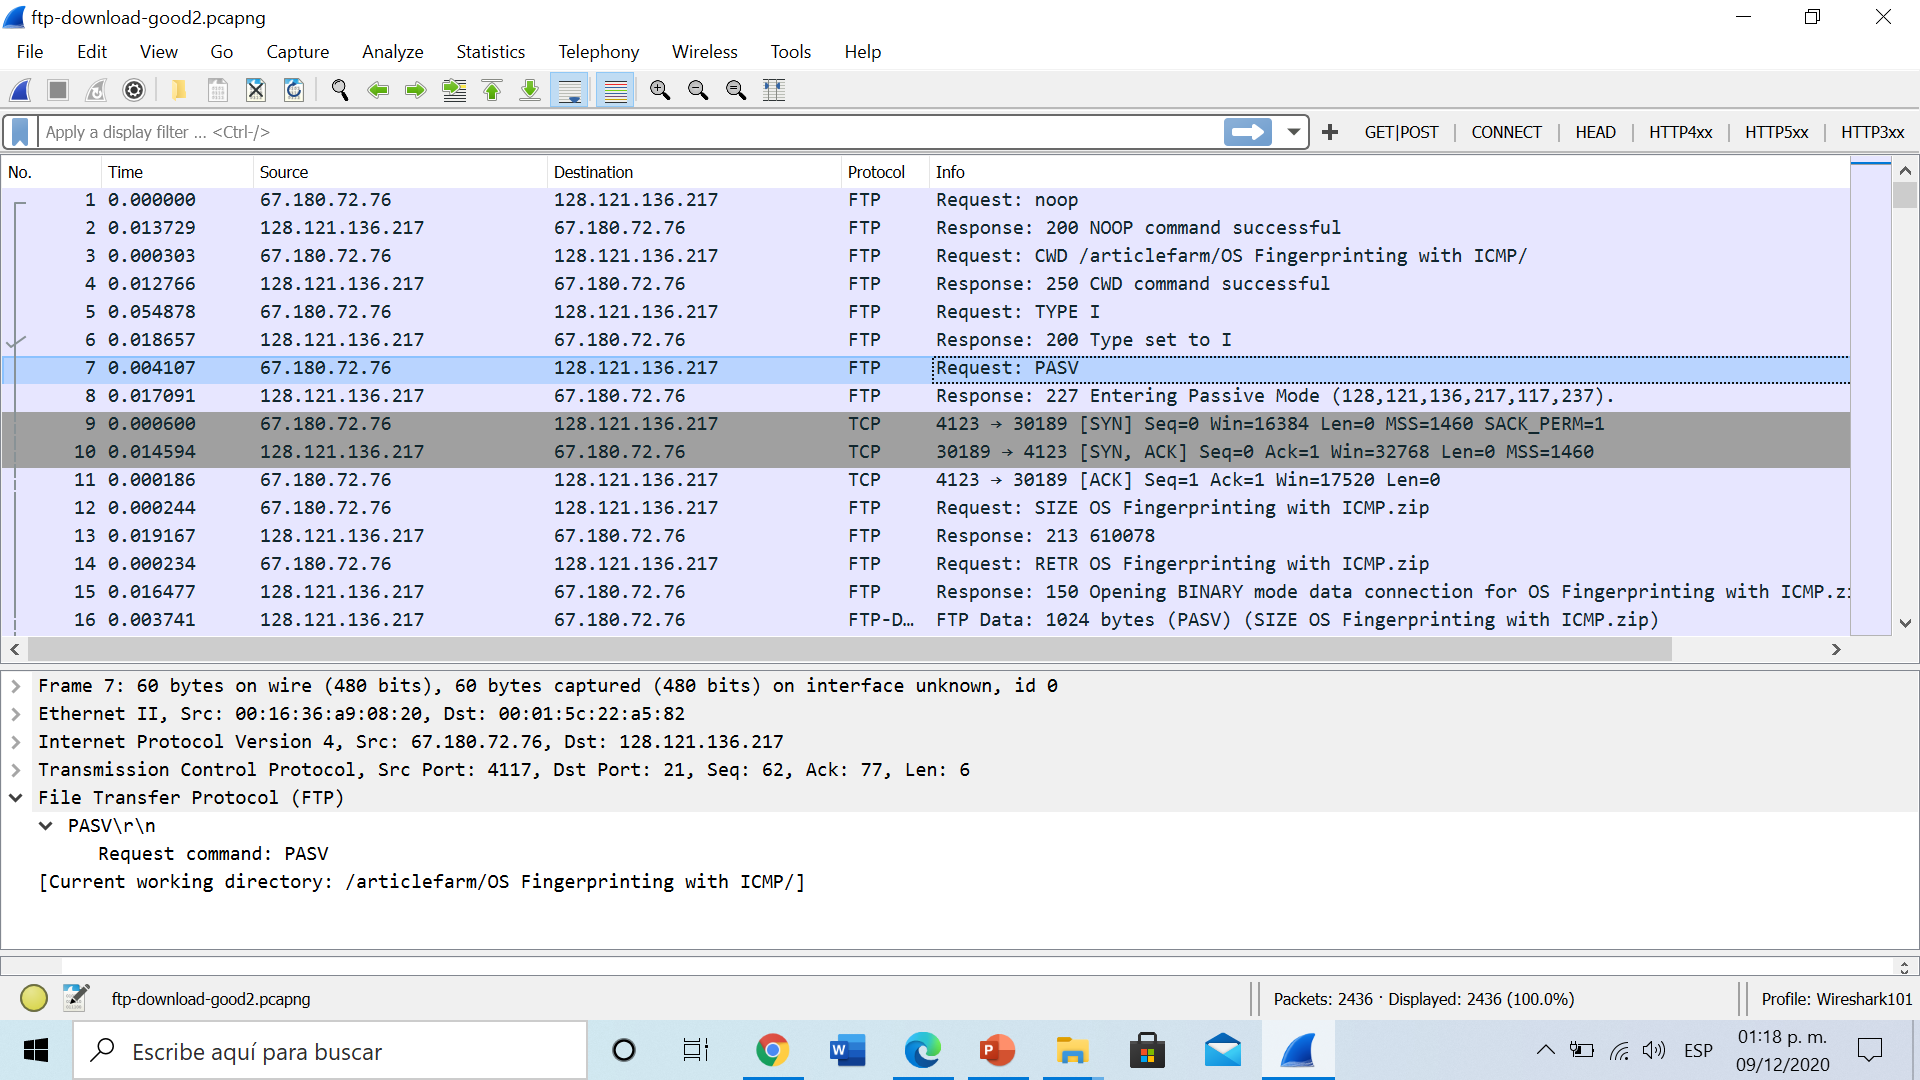 ftp-download-good2.pcapng
File Edit View Go Capture Analyze Statistics Telephony Wireless Tools Help
Apply a display filter ... <Ctrl-/> + GET|POST CONNECT HEAD HTTP4xx HTTP5xx HTTP3xx
No. Time Source Destination Protocol Info
1 0.000000 67.180.72.76 128.121.136.217 FTP Request: noop
2 0.013729 128.121.136.217 67.180.72.76 FTP Response: 200 NOOP command successful
3 0.000303 67.180.72.76 128.121.136.217 FTP Request: CWD /articlefarm/OS Fingerprinting with ICMP/
4 0.012766 128.121.136.217 67.180.72.76 FTP Response: 250 CWD command successful
5 0.054878 67.180.72.76 128.121.136.217 FTP Request: TYPE I
6 0.018657 128.121.136.217 67.180.72.76 FTP Response: 200 Type set to I
7 0.004107 67.180.72.76 128.121.136.217 FTP Request: PASV
8 0.017091 128.121.136.217 67.180.72.76 FTP Response: 227 Entering Passive Mode (128,121,136,217,117,237).
9 0.000600 67.180.72.76 128.121.136.217 TCP 4123 → 30189 [SYN] Seq=0 Win=16384 Len=0 MSS=1460 SACK_PERM=1
10 0.014594 128.121.136.217 67.180.72.76 TCP 30189 → 4123 [SYN, ACK] Seq=0 Ack=1 Win=32768 Len=0 MSS=1460
11 0.000186 67.180.72.76 128.121.136.217 TCP 4123 → 30189 [ACK] Seq=1 Ack=1 Win=17520 Len=0
12 0.000244 67.180.72.76 128.121.136.217 FTP Request: SIZE OS Fingerprinting with ICMP.zip
13 0.019167 128.121.136.217 67.180.72.76 FTP Response: 213 610078
14 0.000234 67.180.72.76 128.121.136.217 FTP Request: RETR OS Fingerprinting with ICMP.zip
15 0.016477 128.121.136.217 67.180.72.76 FTP Response: 150 Opening BINARY mode data connection for OS Fingerprinting with ICMP.z
16 0.003741 128.121.136.217 67.180.72.76 FTP-D… FTP Data: 1024 bytes (PASV) (SIZE OS Fingerprinting with ICMP.zip)
Frame 7: 60 bytes on wire (480 bits), 60 bytes captured (480 bits) on interface unknown, id 0
Ethernet II, Src: 00:16:36:a9:08:20, Dst: 00:01:5c:22:a5:82
Internet Protocol Version 4, Src: 67.180.72.76, Dst: 128.121.136.217
Transmission Control Protocol, Src Port: 4117, Dst Port: 21, Seq: 62, Ack: 77, Len: 6
File Transfer Protocol (FTP)
PASV\r\n
Request command: PASV
[Current working directory: /articlefarm/OS Fingerprinting with ICMP/]
ftp-download-good2.pcapng Packets: 2436 · Displayed: 2436 (100.0%) Profile: Wireshark101
Escribe aquí para buscar ESP 01:18 p. m.
09/12/2020